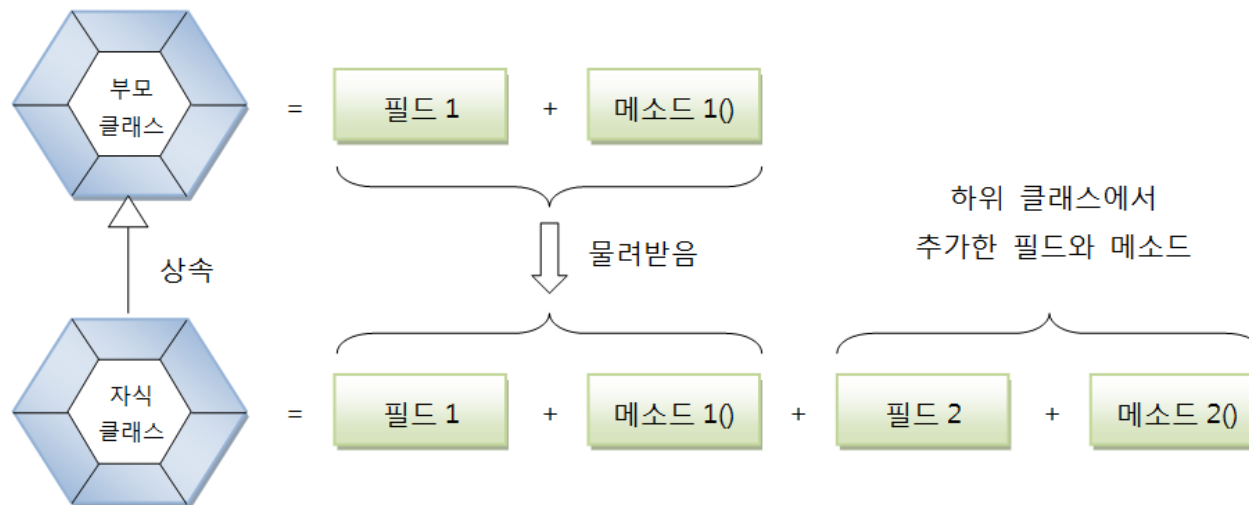 부모
클래스
= 필드 1 + 메소드 1()
하위 클래스에서
추가한 필드와 메소드
상속
물려받음
자식
클래스
= 필드 1 + 메소드 1() + 필드 2 + 메소드 2()